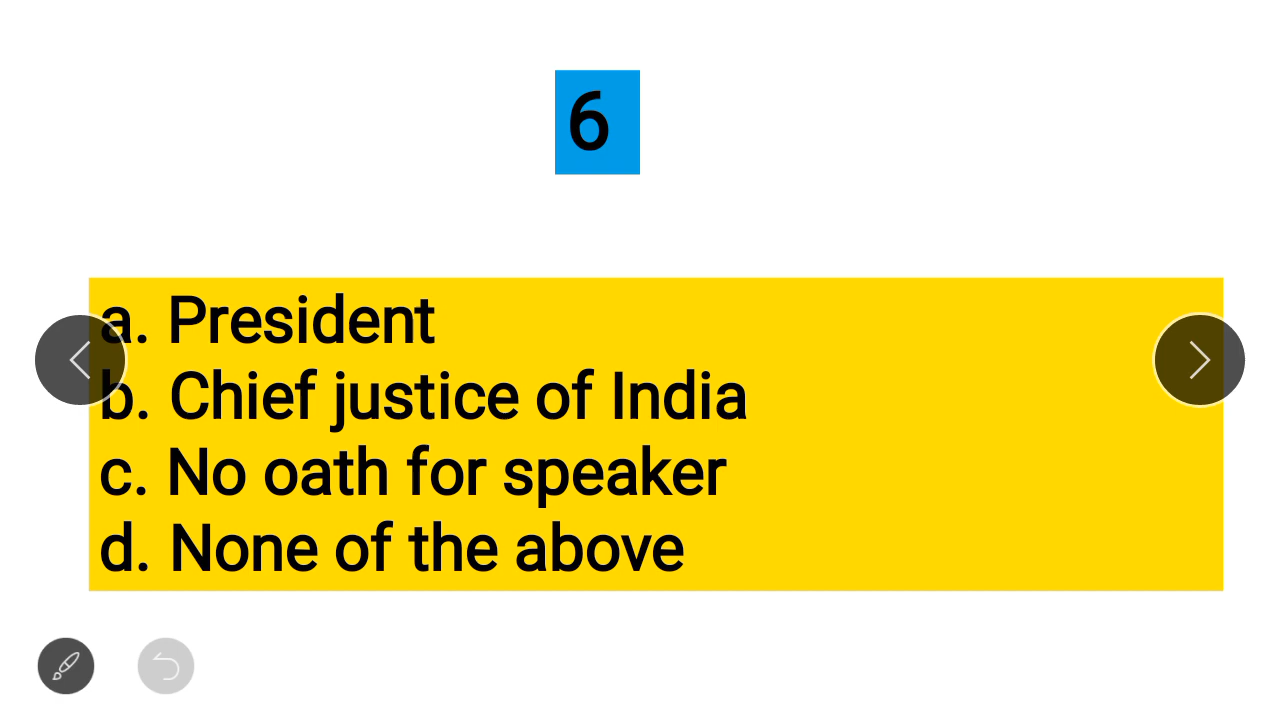 6
a. President
b. Chief justice of India
c. No oath for speaker
d. None of the above